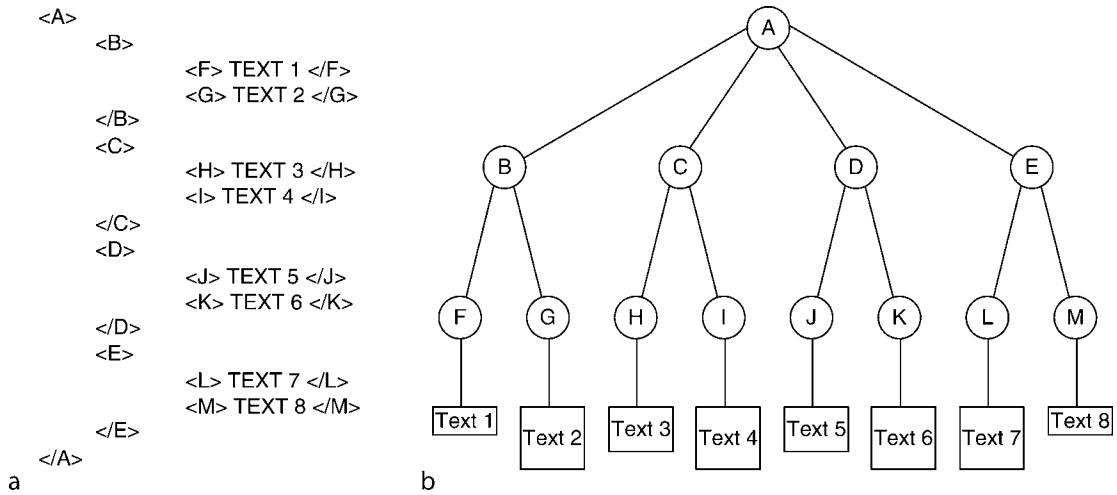 <A>
<B>
<F> TEXT 1 </F>
<G> TEXT 2 </G>
</B>
<C>
<H> TEXT 3 </H>
<I> TEXT 4 </I>
</C>
<D>
<J> TEXT 5 </J>
<K> TEXT 6 </K>
</D>
<E>
<L> TEXT 7 </L>
<M> TEXT 8 </M>
</E>
</A>
a
A
B C D E
F G H I J K L M
Text 1 Text 2 Text 3 Text 4 Text 5 Text 6 Text 7 Text 8
b